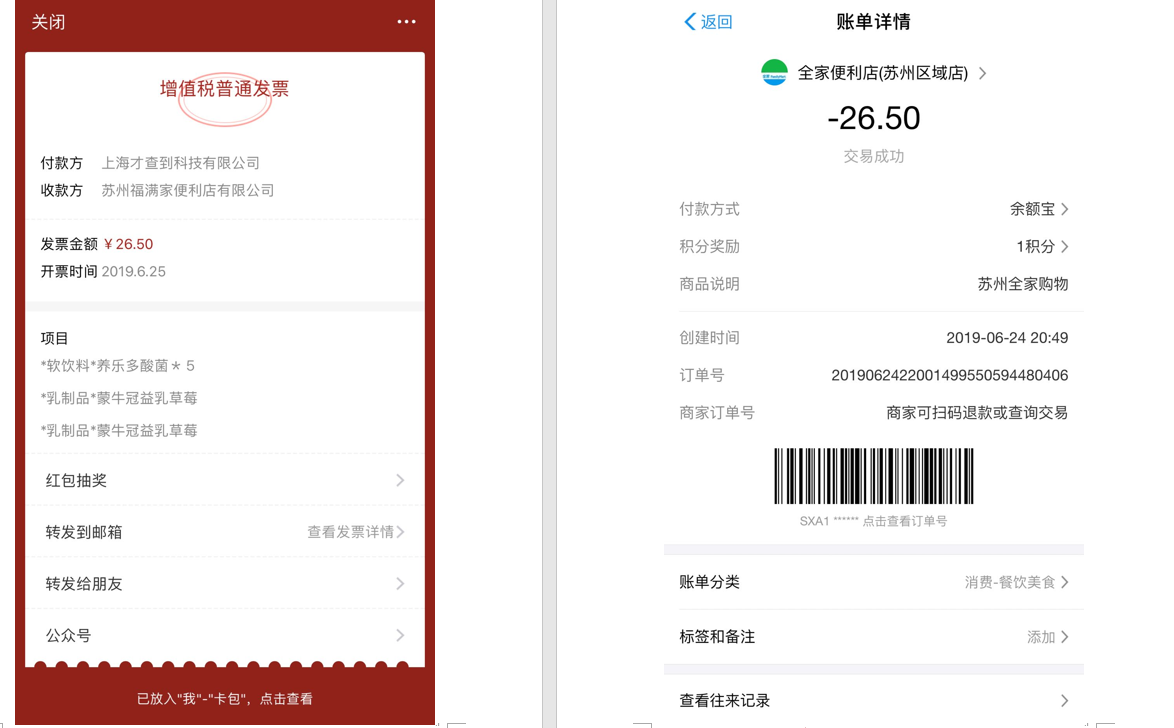 关闭
增值税普通发票
付款方 上海才查到科技有限公司
收款方 苏州福满家便利店有限公司
发票金额 ¥26.50
开票时间 2019.6.25
项目
*软饮料*养乐多酸菌＊5
*乳制品*蒙牛冠益乳草莓
*乳制品*蒙牛冠益乳草莓
红包抽奖
转发到邮箱 查看发票详情
转发给朋友
公众号
已放入"我"-"卡包"，点击查看
返回 账单详情
全家便利店(苏州区域店)
-26.50
交易成功
付款方式 余额宝
积分奖励 1积分
商品说明 苏州全家购物
创建时间 2019-06-24 20:49
订单号 2019062422001499550594480406
商家订单号 商家可扫码退款或查询交易
SXA1 ****** 点击查看订单号
账单分类 消费-餐饮美食
标签和备注 添加
查看往来记录